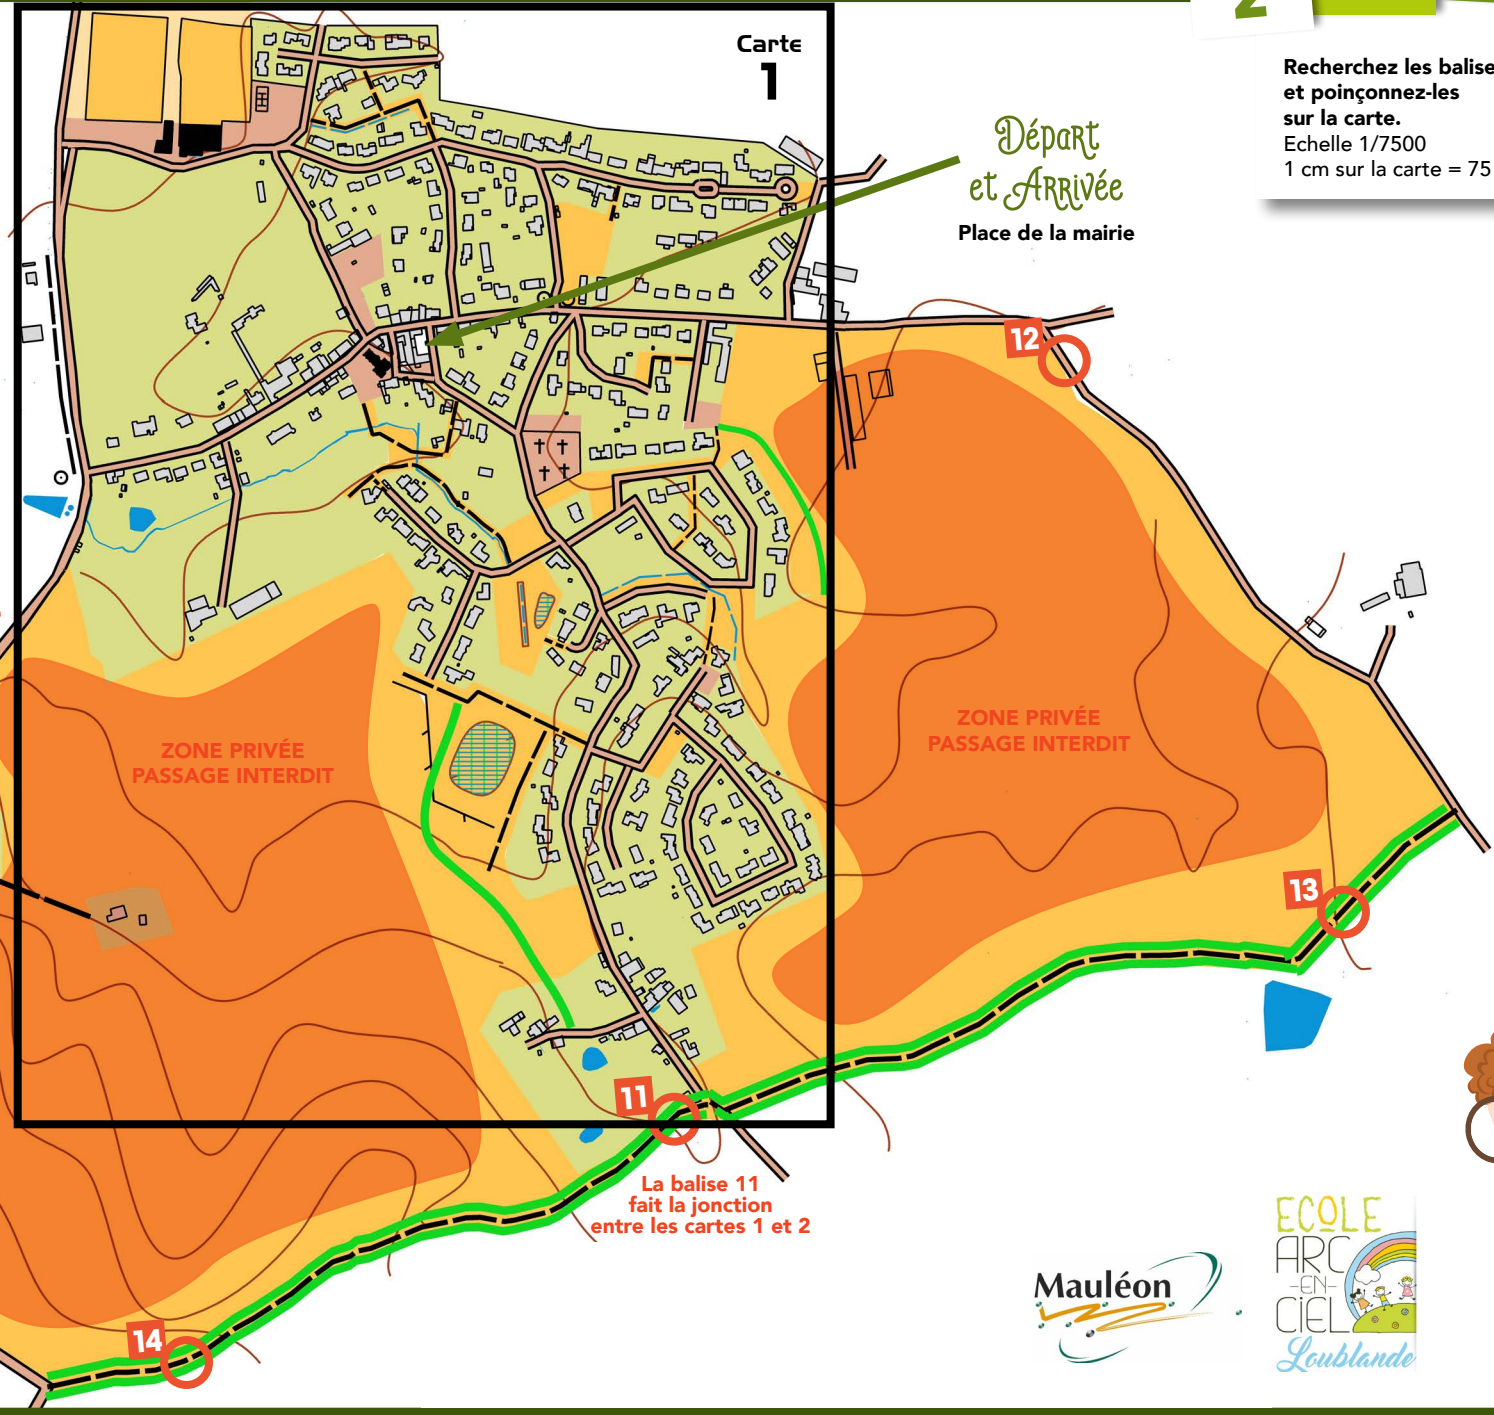 2
Carte
1
Recherchez les balise
et poinçonnez-les
sur la carte.
Echelle 1/7500
1 cm sur la carte = 75
Départ
et Arrivée
Place de la mairie
12
ZONE PRIVÉE
PASSAGE INTERDIT
ZONE PRIVÉE
PASSAGE INTERDIT
13
11
La balise 11
fait la jonction
entre les cartes 1 et 2
14
Mauléon
ECOLE
ARC
-EN-
CIEL
Loublande